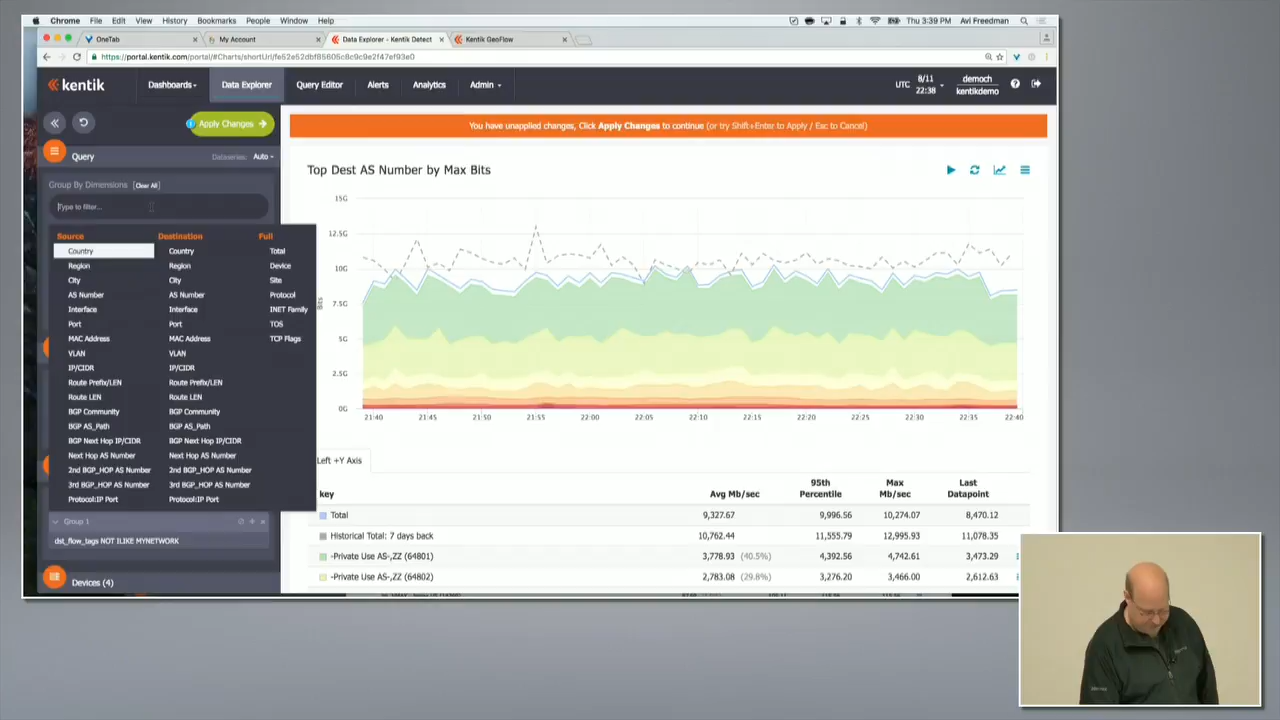 Chrome File Edit View History Bookmarks People Window Help Thu 3:39 PM Avi Freedman
OneTab My Account Data Explorer - Kentik Detect Kentik GeoFlow
https://portal.kentik.com/portal/#Charts/shortUrl/fe52e52dbf85605c8c9c9e2f47ef93e0
kentik Dashboards Data Explorer Query Editor Alerts Analytics Admin UTC 8/11 22:38 democh kentikdemo
Apply Changes
You have unapplied changes, Click Apply Changes to continue (or try Shift+Enter to Apply / Esc to Cancel)
Query Dataseries: Auto
Group By Dimensions [Clear All]
Type to filter...
Source Destination Full
Country Country Total
Region Region Device
City City Site
AS Number AS Number Protocol
Interface Interface INET Family
Port Port TOS
MAC Address MAC Address TCP Flags
VLAN VLAN
IP/CIDR IP/CIDR
Route Prefix/LEN Route Prefix/LEN
Route LEN Route LEN
BGP Community BGP Community
BGP AS_Path BGP AS_Path
BGP Next Hop IP/CIDR BGP Next Hop IP/CIDR
Next Hop AS Number Next Hop AS Number
2nd BGP_HOP AS Number 2nd BGP_HOP AS Number
3rd BGP_HOP AS Number 3rd BGP_HOP AS Number
Protocol:IP Port Protocol:IP Port
Group 1
dst_flow_tags NOT ILIKE MYNETWORK
Devices (4)
Top Dest AS Number by Max Bits
15G
12.5G
10G
7.5G
5G
2.5G
0G
Bits
21:40 21:45 21:50 21:55 22:00 22:05 22:10 22:15 22:20 22:25 22:30 22:35 22:40
Left +Y Axis
key Avg Mb/sec 95th Percentile Max Mb/sec Last Datapoint
Total 9,327.67 9,996.56 10,274.07 8,470.12
Historical Total: 7 days back 10,762.44 11,555.79 12,995.93 11,078.35
-Private Use AS-,ZZ (64801) 3,778.93 (40.5%) 4,392.56 4,742.61 3,473.29
-Private Use AS-,ZZ (64802) 2,783.08 (29.8%) 3,276.20 3,466.00 2,612.63